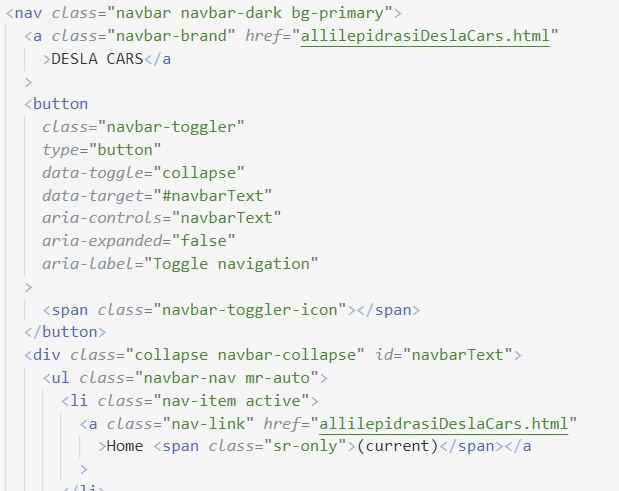 <nav class="navbar navbar-dark bg-primary">
<a class="navbar-brand" href="allilepidrasiDeslaCars.html"
>DESLA CARS</a
>
<button
class="navbar-toggler"
type="button"
data-toggle="collapse"
data-target="#navbarText"
aria-controls="navbarText"
aria-expanded="false"
aria-label="Toggle navigation"
>
<span class="navbar-toggler-icon"></span>
</button>
<div class="collapse navbar-collapse" id="navbarText">
<ul class="navbar-nav mr-auto">
<li class="nav-item active">
<a class="nav-link" href="allilepidrasiDeslaCars.html"
>Home <span class="sr-only">(current)</span></a
>
</li>